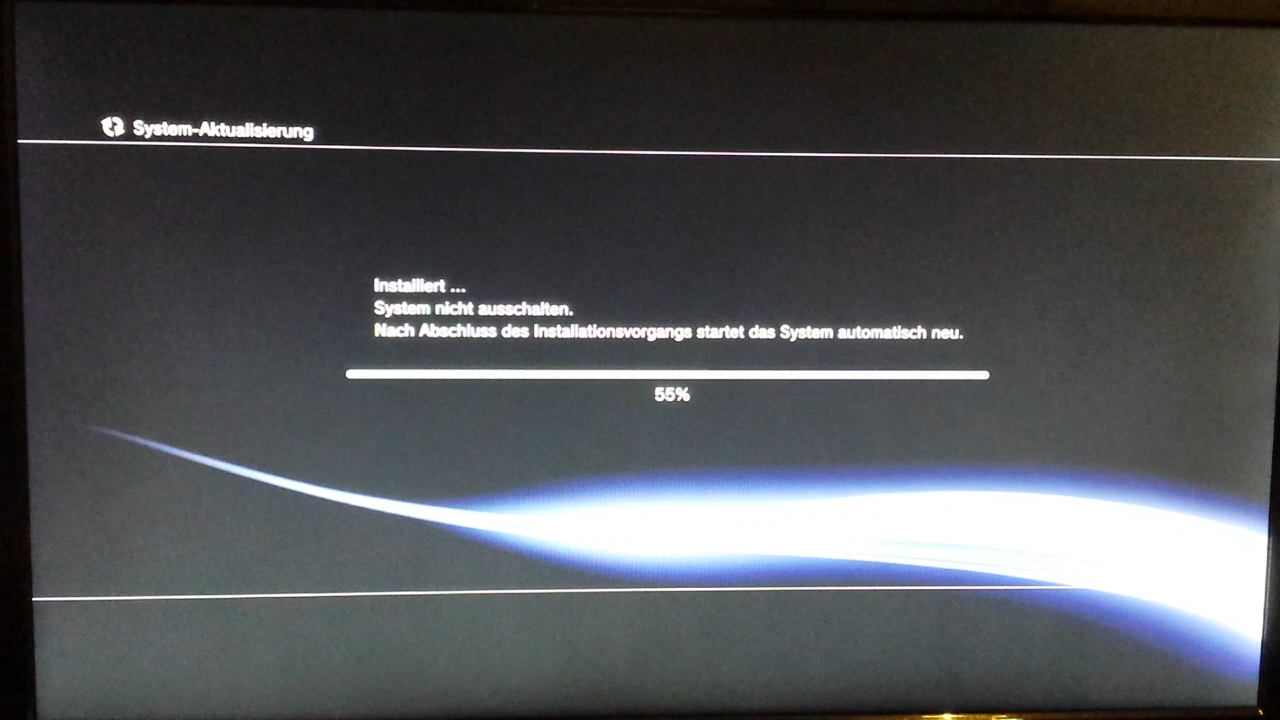 System-Aktualisierung
Installiert ...
System nicht ausschalten.
Nach Abschluss des Installationsvorgangs startet das System automatisch neu.
55%